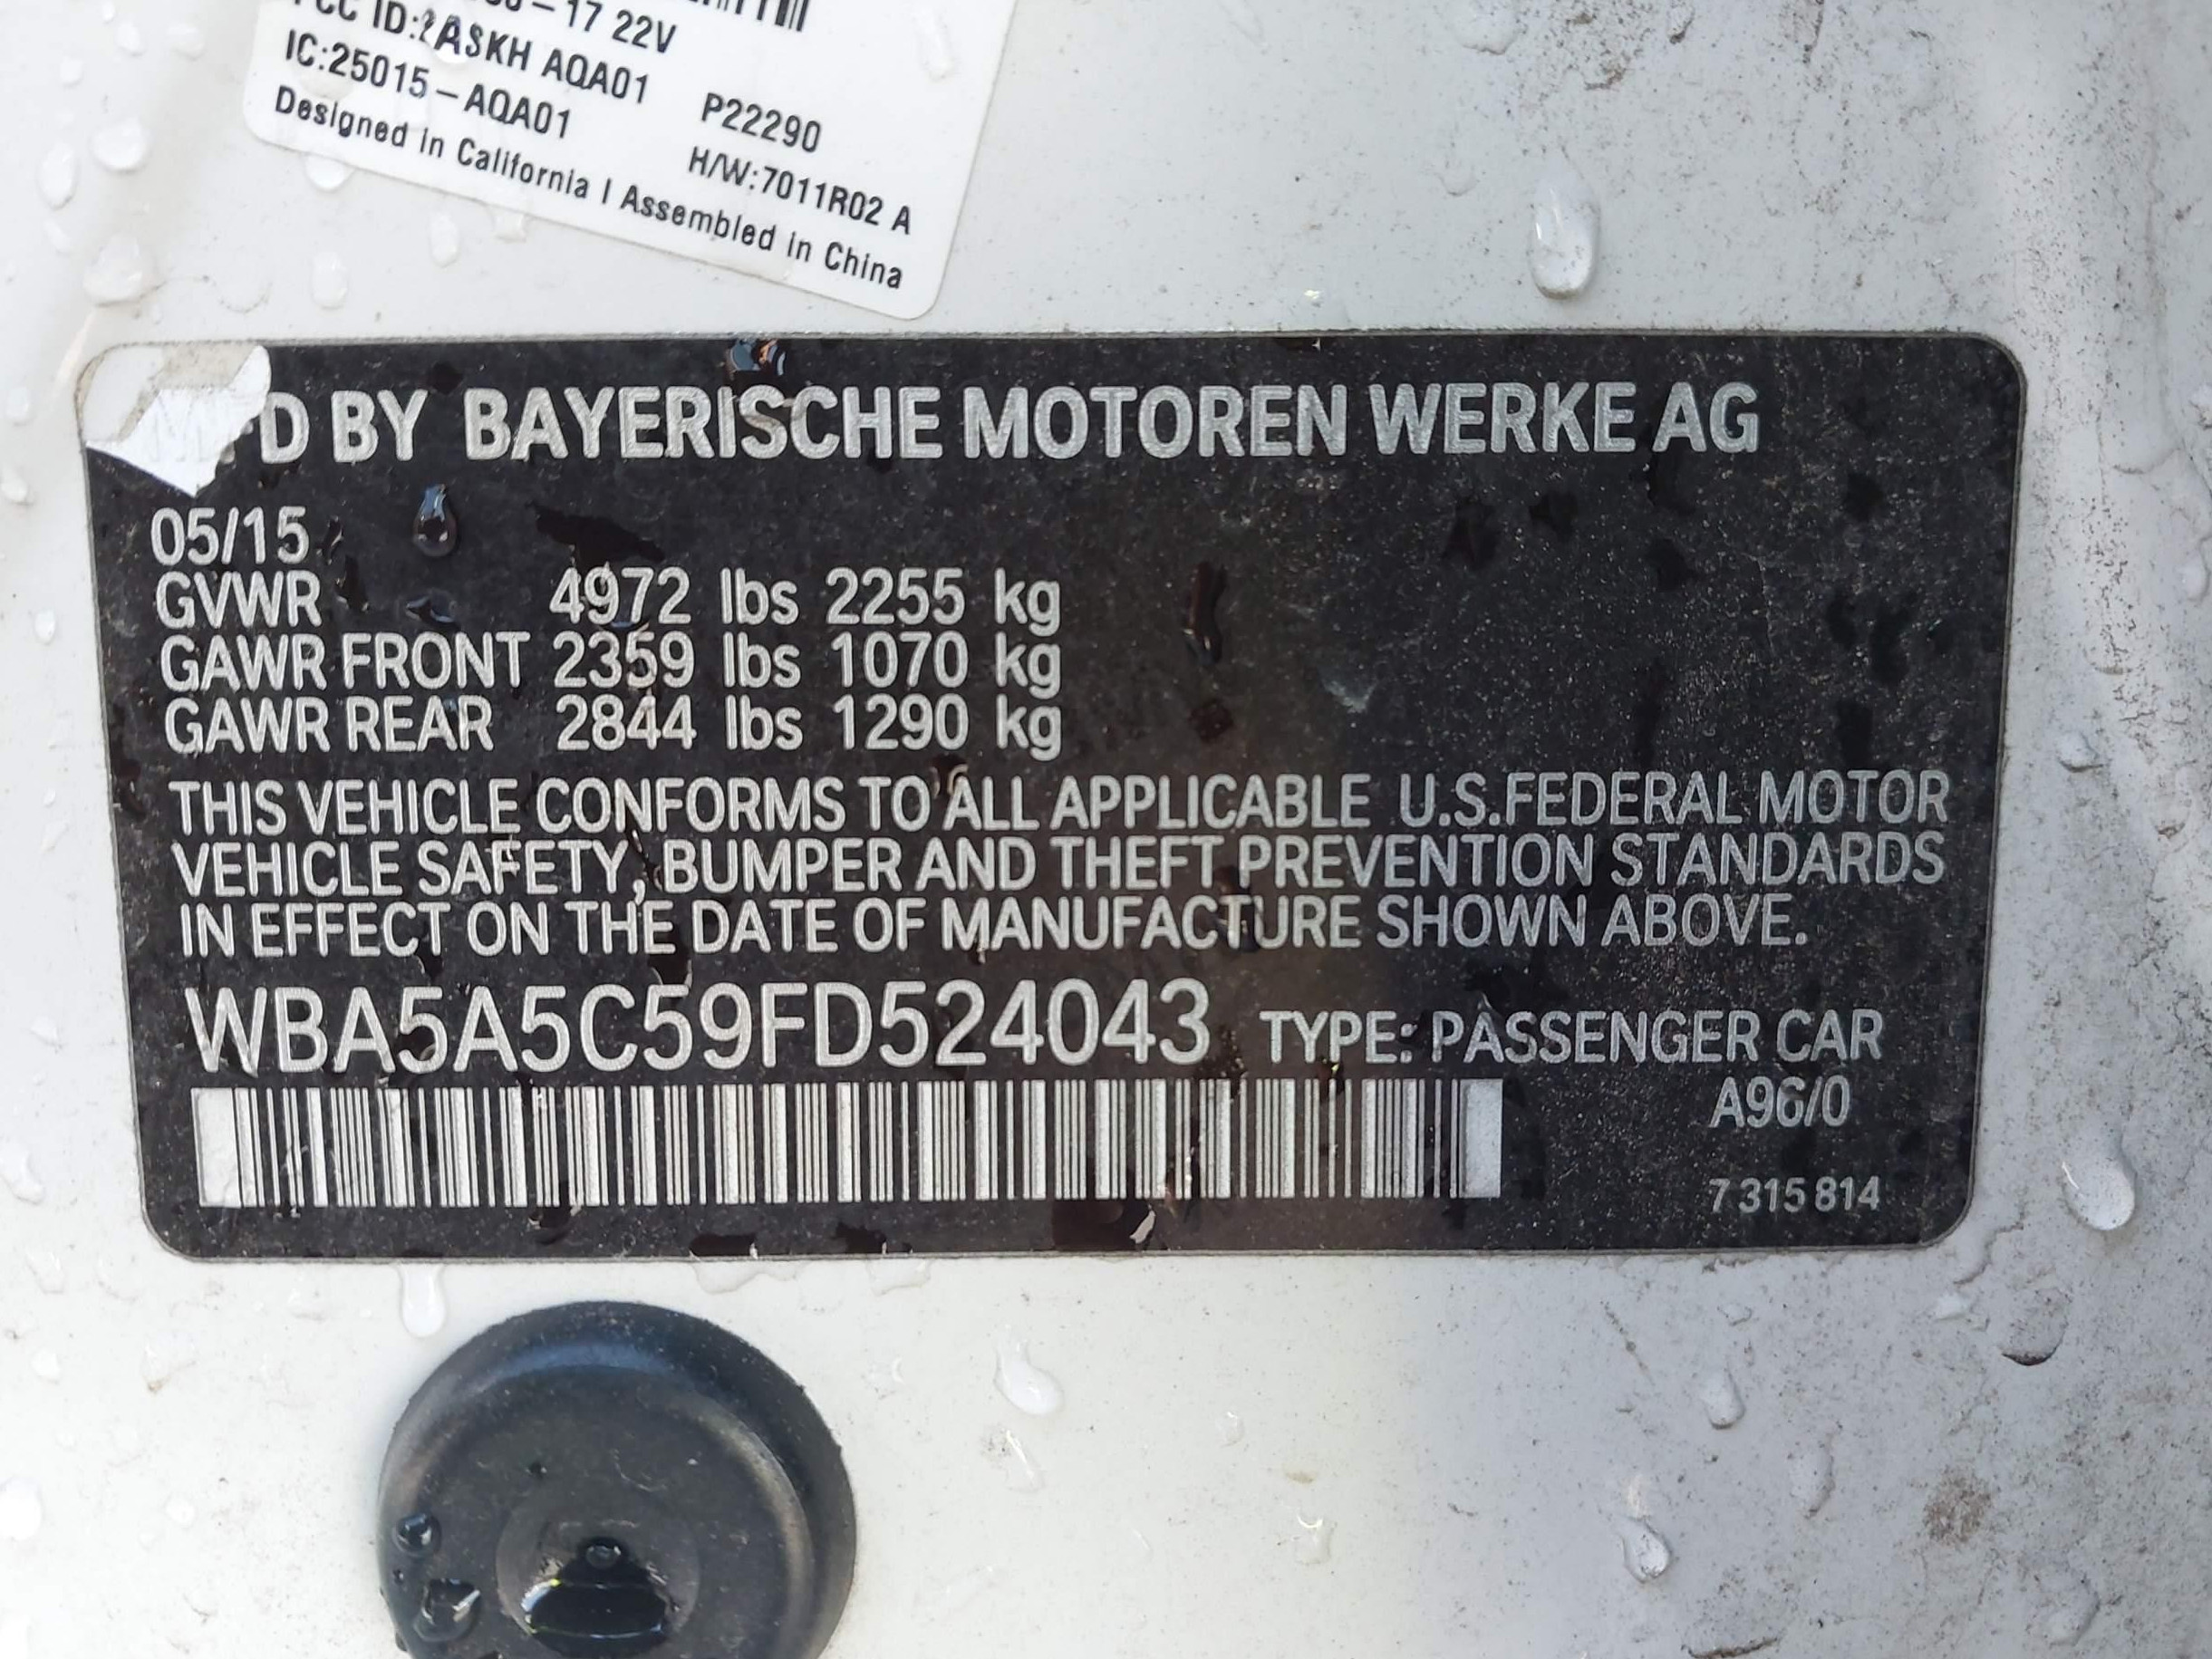 -17 22V
FCC ID:2ASKH AQA01
IC:25015-AQA01
P22290
H/W:7011R02 A
Designed in California | Assembled in China
MFD BY BAYERISCHE MOTOREN WERKE AG
05/15
GVWR 4972 lbs 2255 kg
GAWR FRONT 2359 lbs 1070 kg
GAWR REAR 2844 lbs 1290 kg
THIS VEHICLE CONFORMS TO ALL APPLICABLE U.S.FEDERAL MOTOR
VEHICLE SAFETY, BUMPER AND THEFT PREVENTION STANDARDS
IN EFFECT ON THE DATE OF MANUFACTURE SHOWN ABOVE.
WBA5A5C59FD524043 TYPE: PASSENGER CAR
A96/0
7 315 814